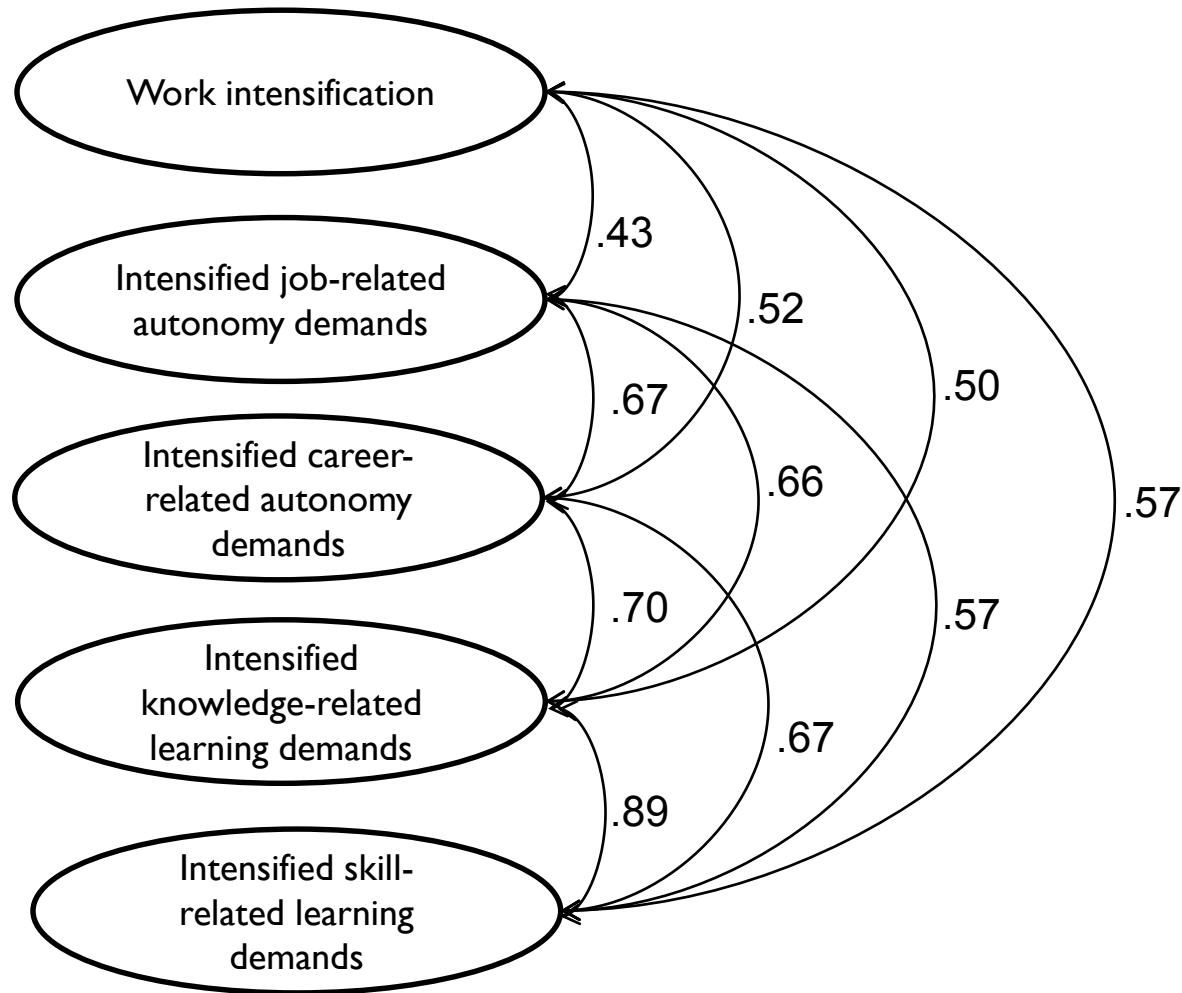 Work intensification
.43
Intensified job-related
autonomy demands
.52
.67
.50
Intensified career-
related autonomy
demands
.66
.57
.70
.57
Intensified
knowledge-related
learning demands
.67
.89
Intensified skill-
related learning
demands